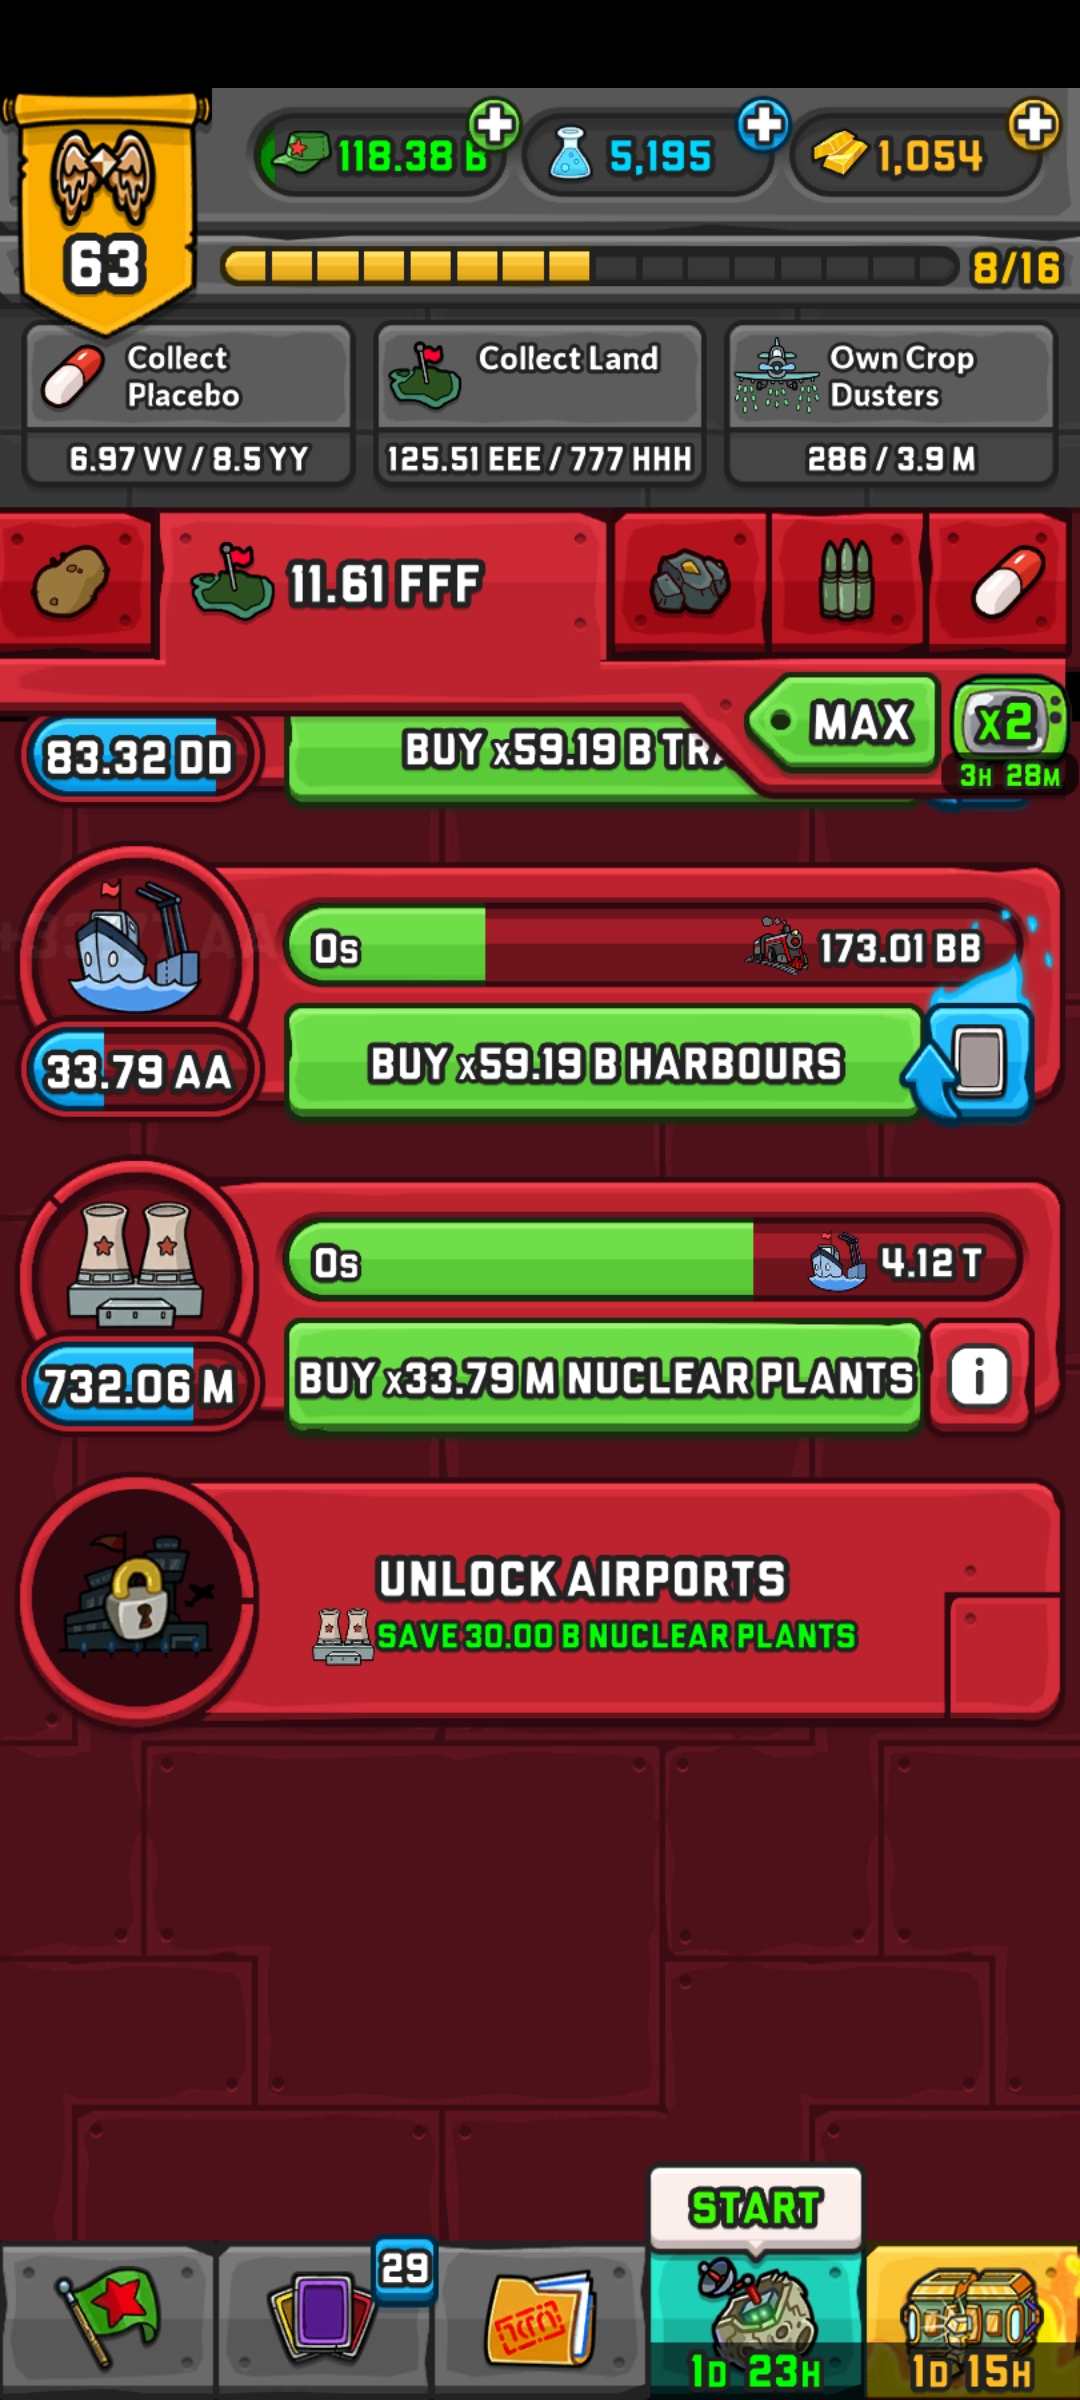 118.38 B
5,195
1,054
63
8/16
Collect
Placebo
Collect Land
Own Crop
Dusters
6.97 VV / 8.5 YY
125.51 EEE / 777 HHH
286 / 3.9 M
11.61 FFF
MAX
x2
3H 28M
83.32 DD
BUY x59.19 B
0s
173.01 BB
33.79 AA
BUY x59.19 B HARBOURS
0s
4.12 T
732.06 M
BUY x33.79 M NUCLEAR PLANTS
i
UNLOCK AIRPORTS
SAVE 30.00 B NUCLEAR PLANTS
START
29
1D 23H
1D 15H